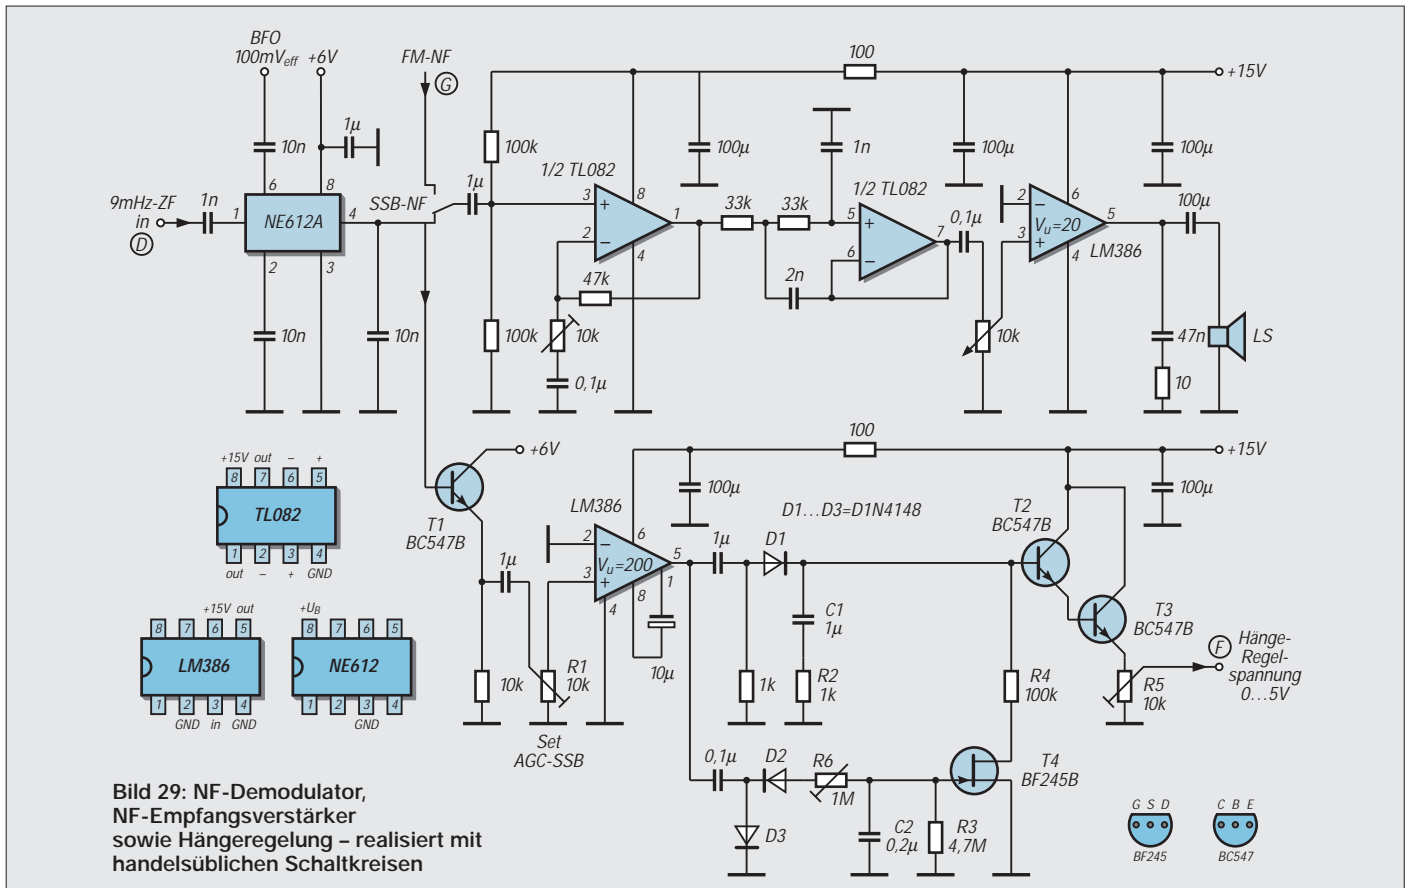 BFO
100mV eff
+6V
FM-NF
G
100
+15V
1µ
10n
100k
1/2 TL082
100µ
1n
100µ
100µ
6
8
9mHz-ZF
in
D
1n
1
NE612A
4
SSB-NF
1µ
3
+
8
1
2
–
4
33k
33k
1/2 TL082
5
+
7
6
–
0,1µ
2
–
6
Vu=20
5
3
+
4
LM386
100µ
2
3
47k
2n
10n
10n
100k
10k
0,1µ
10k
47n
LS
10
+6V
100
+15V
+15V out – +
8 7 6 5
TL082
1 2 3 4
out – + GND
T1
BC547B
LM386
100µ
D1...D3=D1N4148
T2
BC547B
100µ
1µ
2
–
6
Vu=200
5
3
+
1
8
4
1µ
D1
C1
1µ
T3
BC547B
F
Hänge-
Regel-
spannung
0...5V
+15V out
8 7 6 5
LM386
1 2 3 4
GND in GND
+UB
8 7 6 5
NE612
1 2 3 4
GND
10k
R1
10k
10µ
1k
R2
1k
R4
100k
R5
10k
Set
AGC-SSB
0,1µ
D2
R6
1M
T4
BF245B
D3
C2
0,2µ
R3
4,7M
G S D
BF245
C B E
BC547
Bild 29: NF-Demodulator,
NF-Empfangsverstärker
sowie Hängeregelung – realisiert mit
handelsüblichen Schaltkreisen